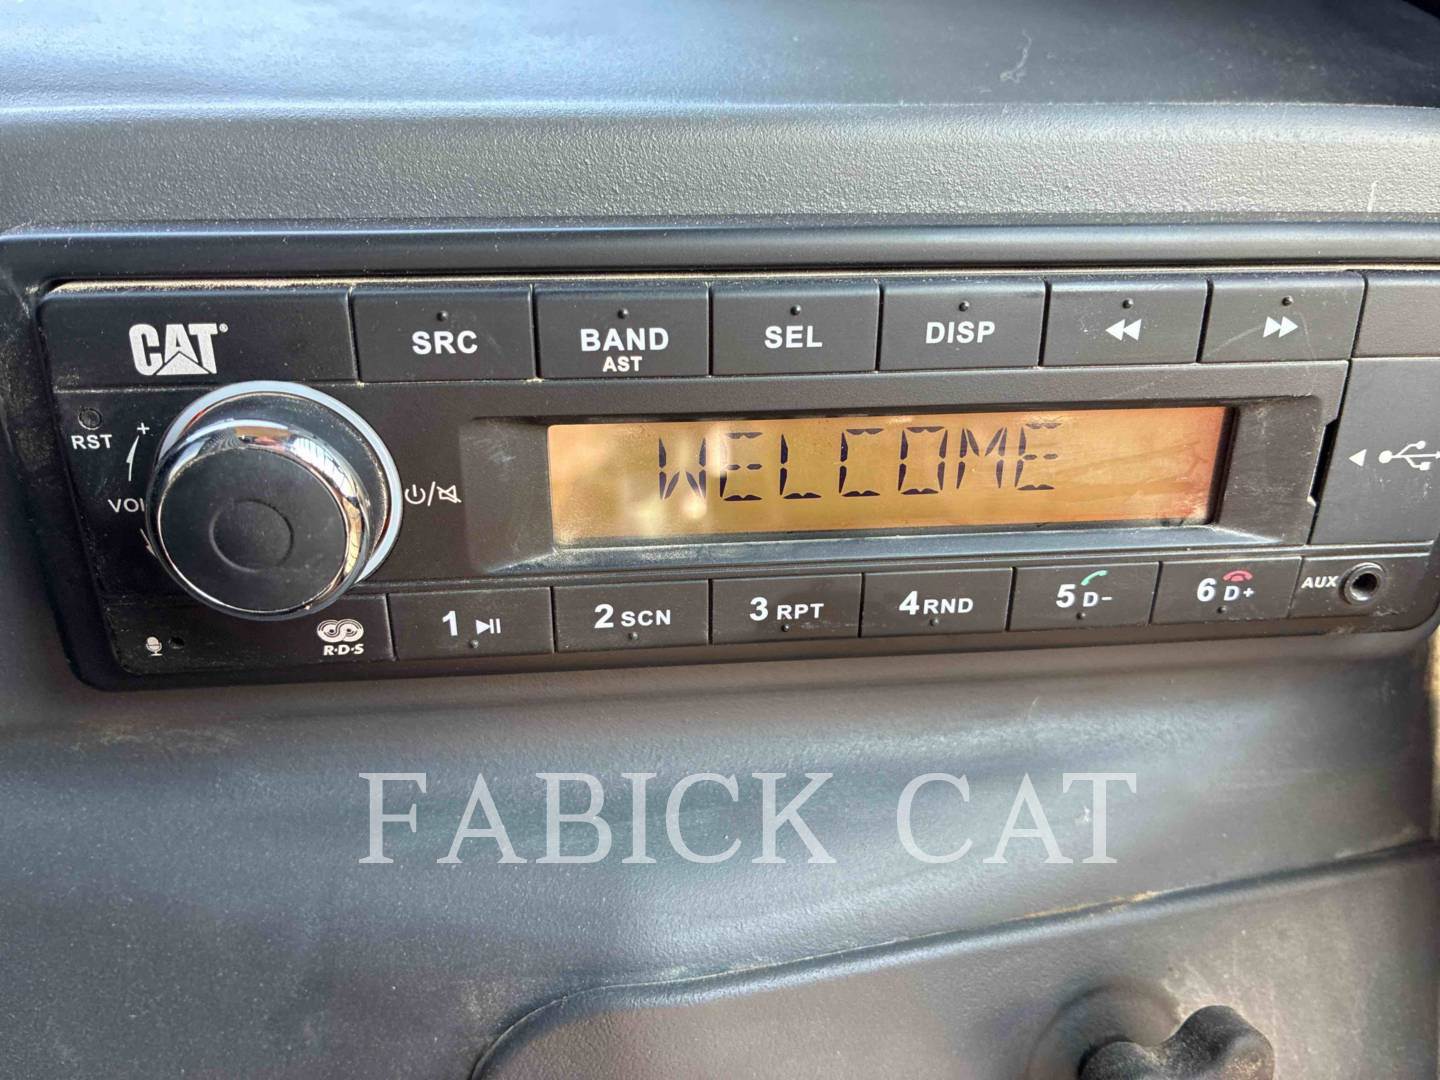 CAT®
SRC
BAND
AST
SEL
DISP
RST
+
VOL
WELCOME
1
2 SCN
3 RPT
4 RND
5 D-
6 D+
AUX
R·D·S
FABICK CAT